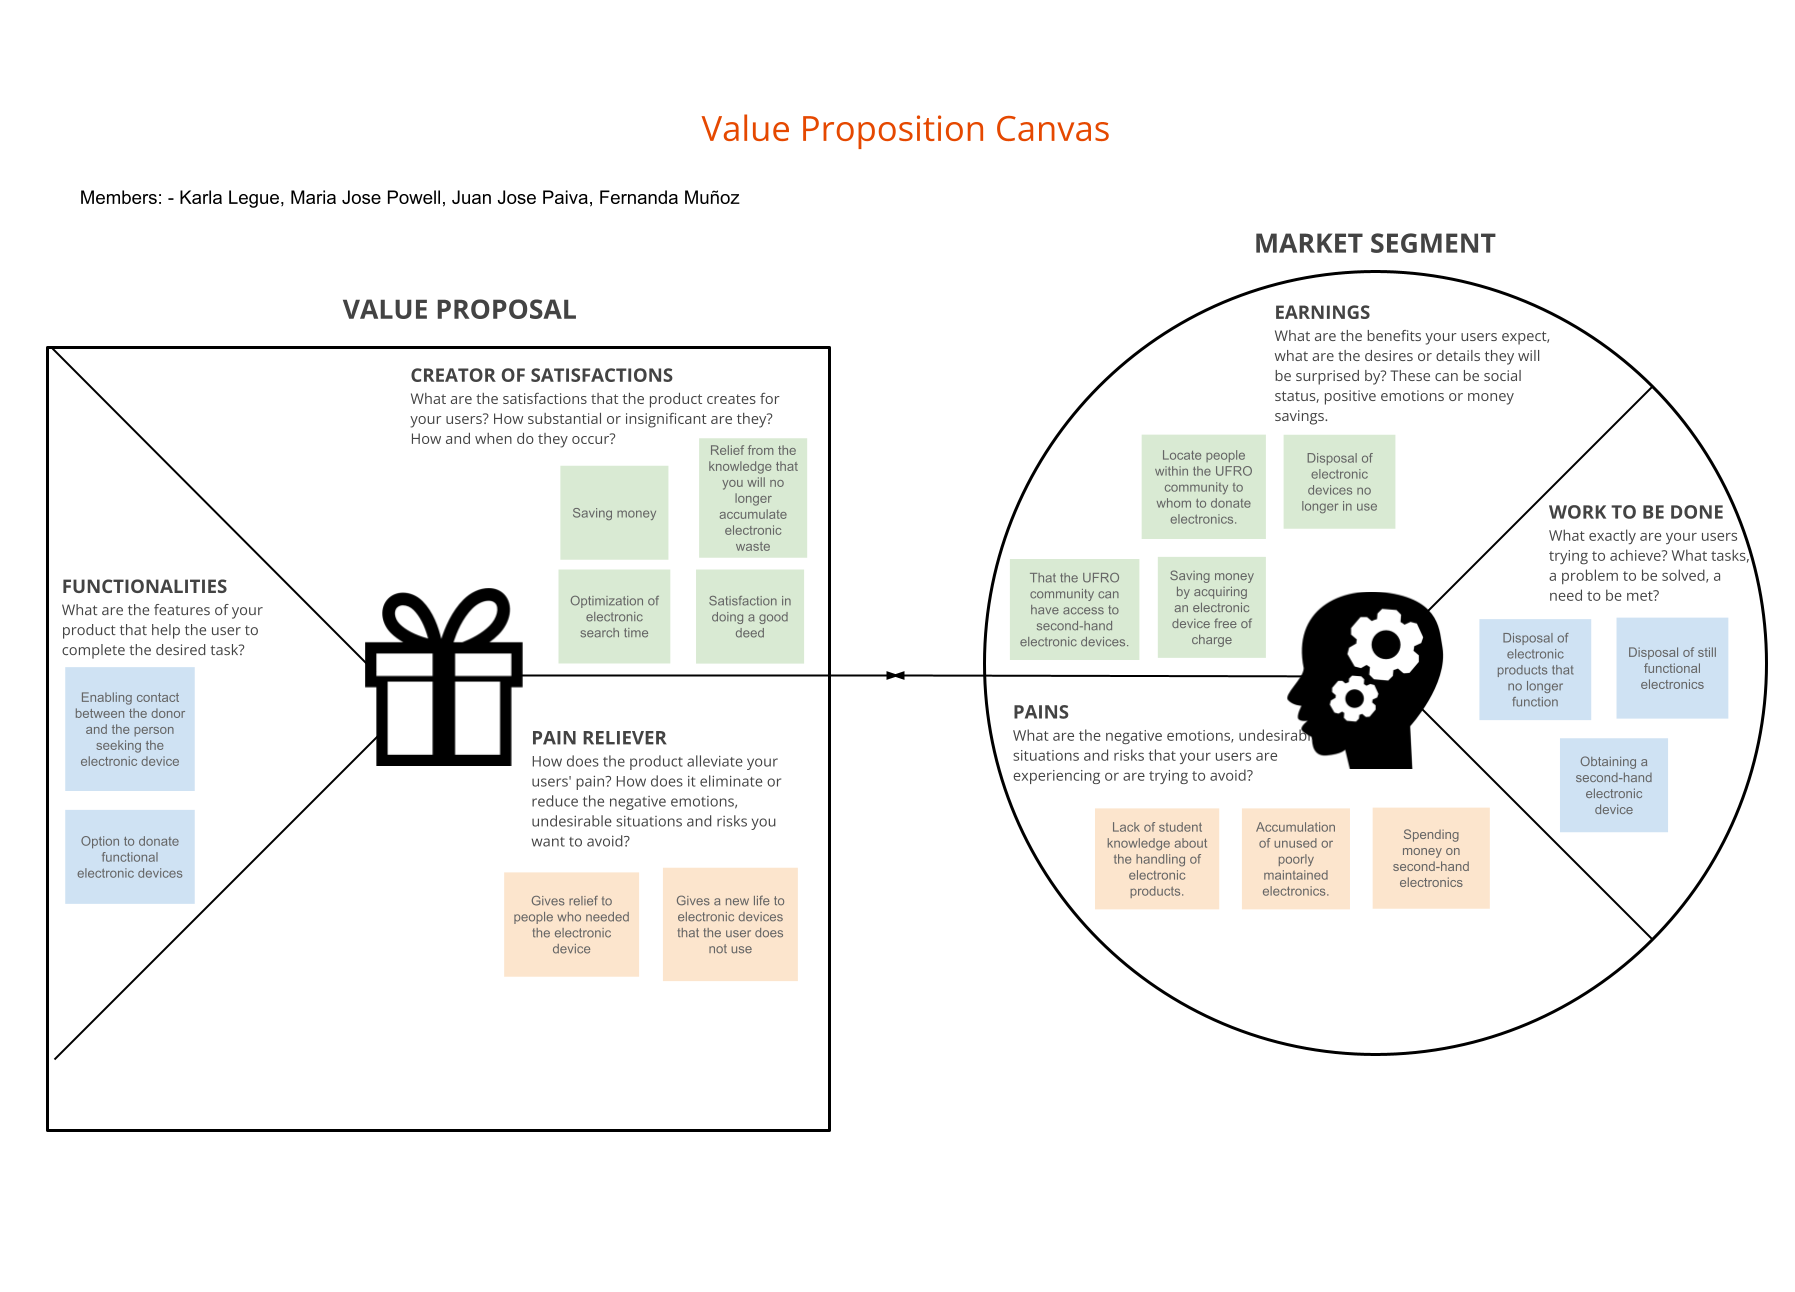 Value Proposition Canvas
Members: - Karla Legue, Maria Jose Powell, Juan Jose Paiva, Fernanda Muñoz
VALUE PROPOSAL
CREATOR OF SATISFACTIONS
What are the satisfactions that the product creates for
your users? How substantial or insignificant are they?
How and when do they occur?
Saving money
Relief from the
knowledge that
you will no
longer
accumulate
electronic
waste
Optimization of
electronic
search time
Satisfaction in
doing a good
deed
FUNCTIONALITIES
What are the features of your
product that help the user to
complete the desired task?
Enabling contact
between the donor
and the person
seeking the
electronic device
Option to donate
functional
electronic devices
PAIN RELIEVER
How does the product alleviate your
users' pain? How does it eliminate or
reduce the negative emotions,
undesirable situations and risks you
want to avoid?
Gives relief to
people who needed
the electronic
device
Gives a new life to
electronic devices
that the user does
not use
MARKET SEGMENT
EARNINGS
What are the benefits your users expect,
what are the desires or details they will
be surprised by? These can be social
status, positive emotions or money
savings.
Locate people
within the UFRO
community to
whom to donate
electronics.
Disposal of
electronic
devices no
longer in use
That the UFRO
community can
have access to
second-hand
electronic devices.
Saving money
by acquiring
an electronic
device free of
charge
WORK TO BE DONE
What exactly are your users
trying to achieve? What tasks,
a problem to be solved, a
need to be met?
Disposal of
electronic
products that
no longer
function
Disposal of still
functional
electronics
Obtaining a
second-hand
electronic
device
PAINS
What are the negative emotions,
situations and risks that your users are
experiencing or are trying to avoid?
Lack of student
knowledge about
the handling of
electronic
products.
Accumulation
of unused or
poorly
maintained
electronics.
Spending
money on
second-hand
electronics